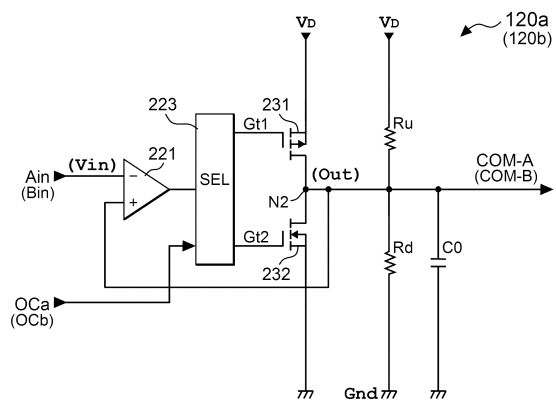 120a
(120b)
VD
VD
223
231
Gt1
Ru
(Vin)
221
Ain
(Bin)
SEL
(Out)
COM-A
(COM-B)
N2
−
+
Gt2
Rd
C0
232
OCa
(OCb)
Gnd